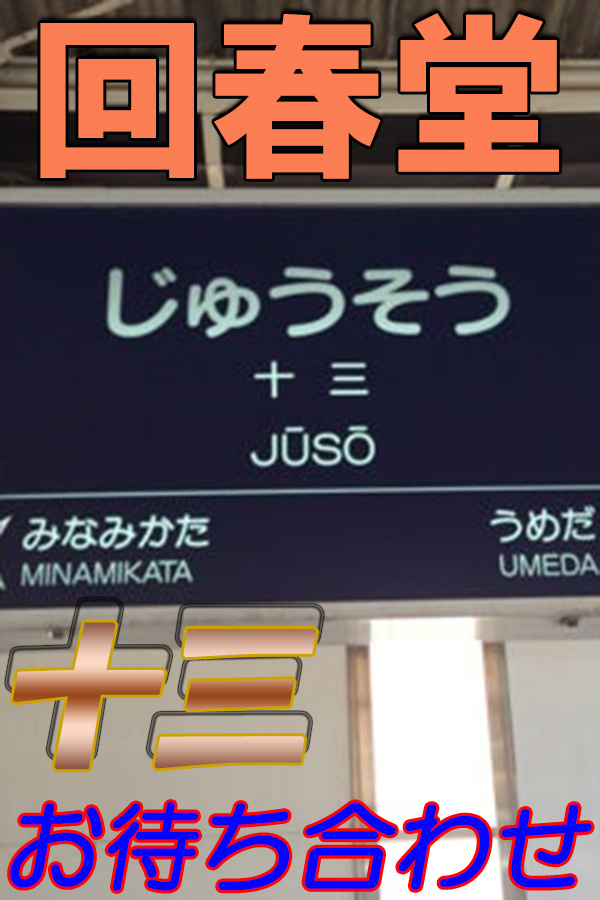 回春堂
じゅうそう
十三
JŪSŌ
みなみかた うめだ
MINAMIKATA UMEDA
十三
お待ち合わせ